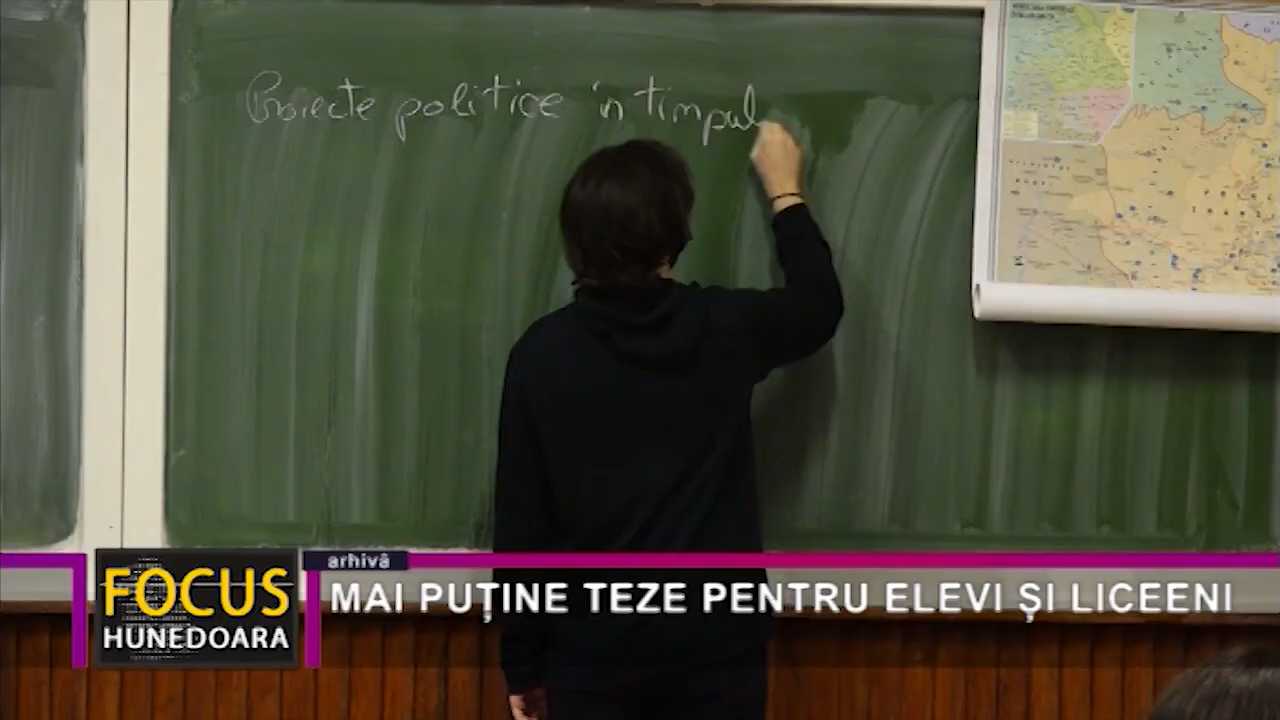 Proiecte politice în timpul
arhivă
FOCUS
HUNEDOARA
MAI PUȚINE TEZE PENTRU ELEVI ȘI LICEENI